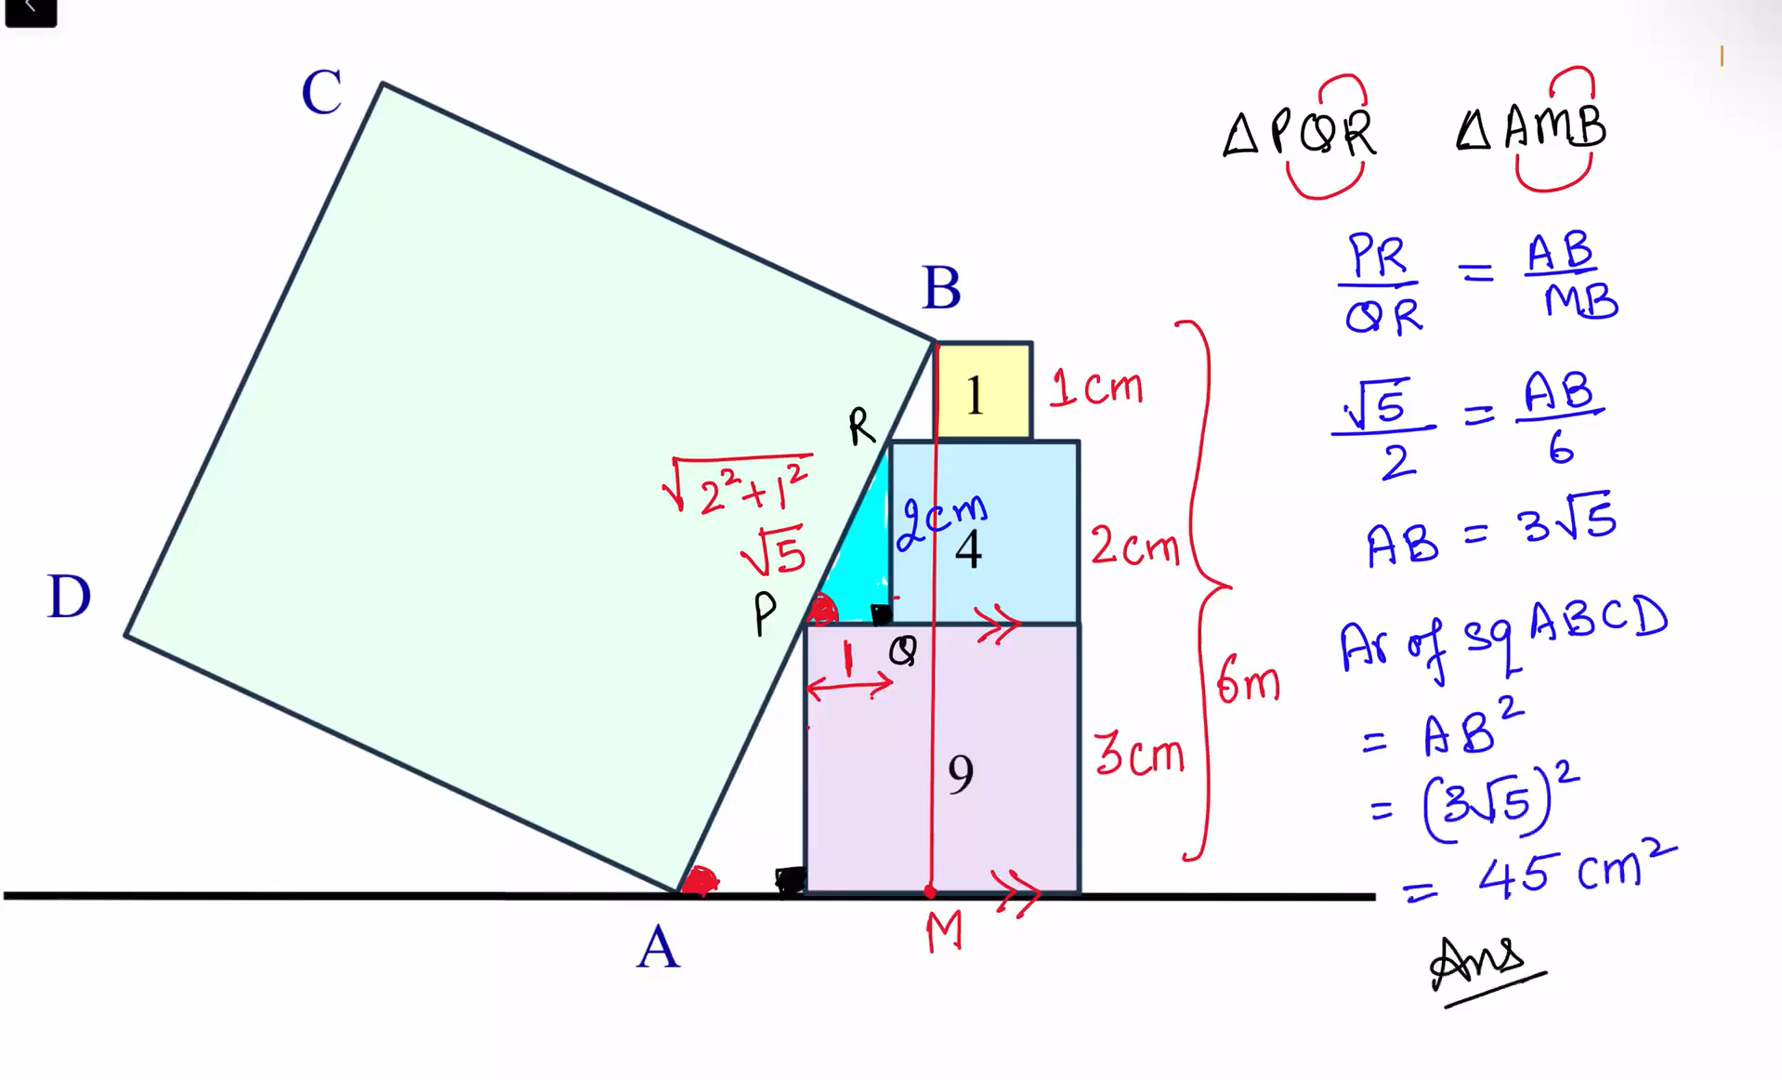 C
B
D
A
1
4
9
R
P
Q
M
1
√2²+1²
√5
2cm
1cm
2cm
3cm
6m
ΔPQR ΔAMB
PR/QR = AB/MB
√5/2 = AB/6
AB = 3√5
Ar of sq ABCD
= AB²
= (3√5)²
= 45 cm²
Ans